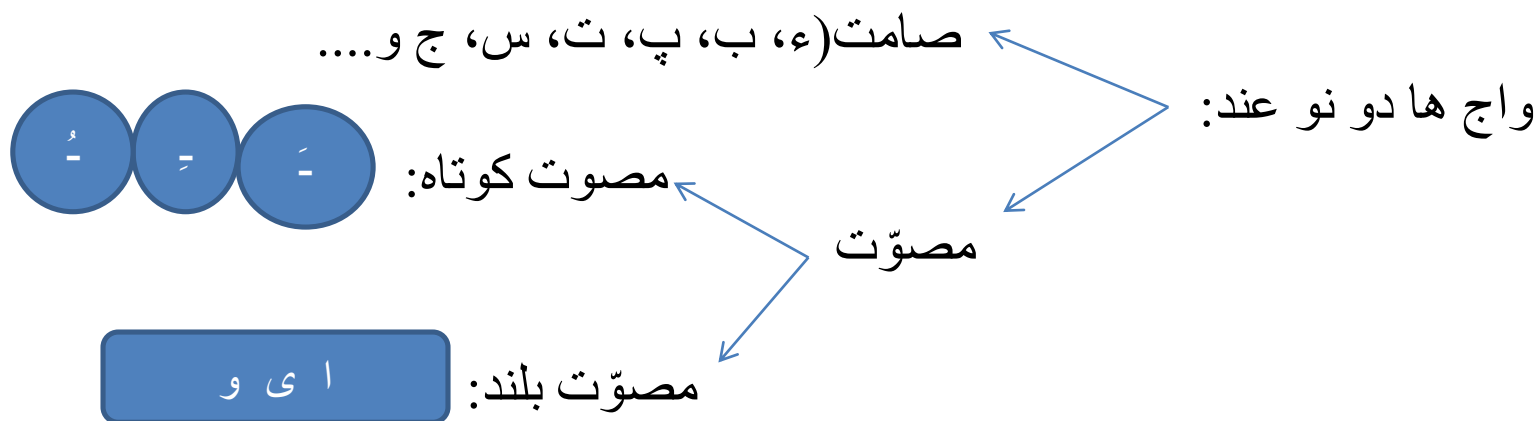 صامت(ء، ب، پ، ت، س، ج و....
واج ها دو نو عند:
مصوت کوتاه:
ـَ ـِ ـُ
مصوّت
مصوّت بلند:
ا ی و